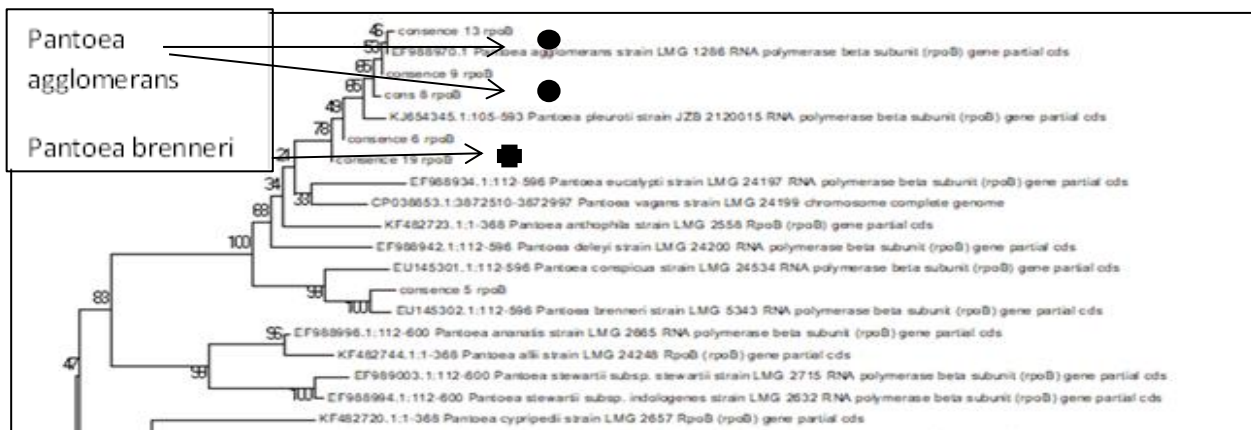 Pantoea
agglomerans
Pantoea brenneri
46
consence 13 rpoB
53
EF988970.1 Pantoea agglomerans strain LMG 1286 RNA polymerase beta subunit (rpoB) gene partial cds
65
consence 9 rpoB
65
cons 8 rpoB
49
KJ654345.1:105-593 Pantoea pleuroti strain JZB 2120015 RNA polymerase beta subunit (rpoB) gene partial cds
78
consence 6 rpoB
21
consence 19 rpoB
34
EF988934.1:112-596 Pantoea eucalypti strain LMG 24197 RNA polymerase beta subunit (rpoB) gene partial cds
33
CP038853.1:3872510-3872997 Pantoea vagans strain LMG 24199 chromosome complete genome
68
KF482723.1:1-368 Pantoea anthophila strain LMG 2558 RpoB (rpoB) gene partial cds
100
EF988942.1:112-596 Pantoea deleyi strain LMG 24200 RNA polymerase beta subunit (rpoB) gene partial cds
EU145301.1:112-596 Pantoea conspicua strain LMG 24534 RNA polymerase beta subunit (rpoB) gene partial cds
83
98
consence 5 rpoB
100
EU145302.1:112-596 Pantoea brenneri strain LMG 5343 RNA polymerase beta subunit (rpoB) gene partial cds
96
EF988996.1:112-600 Pantoea ananatis strain LMG 2665 RNA polymerase beta subunit (rpoB) gene partial cds
47
KF482744.1:1-368 Pantoea allii strain LMG 24248 RpoB (rpoB) gene partial cds
99
EF989003.1:112-600 Pantoea stewartii subsp. stewartii strain LMG 2715 RNA polymerase beta subunit (rpoB) gene partial cds
100
EF988994.1:112-600 Pantoea stewartii subsp. indologenes strain LMG 2632 RNA polymerase beta subunit (rpoB) gene partial cds
KF482720.1:1-368 Pantoea cypripedii strain LMG 2657 RpoB (rpoB) gene partial cds